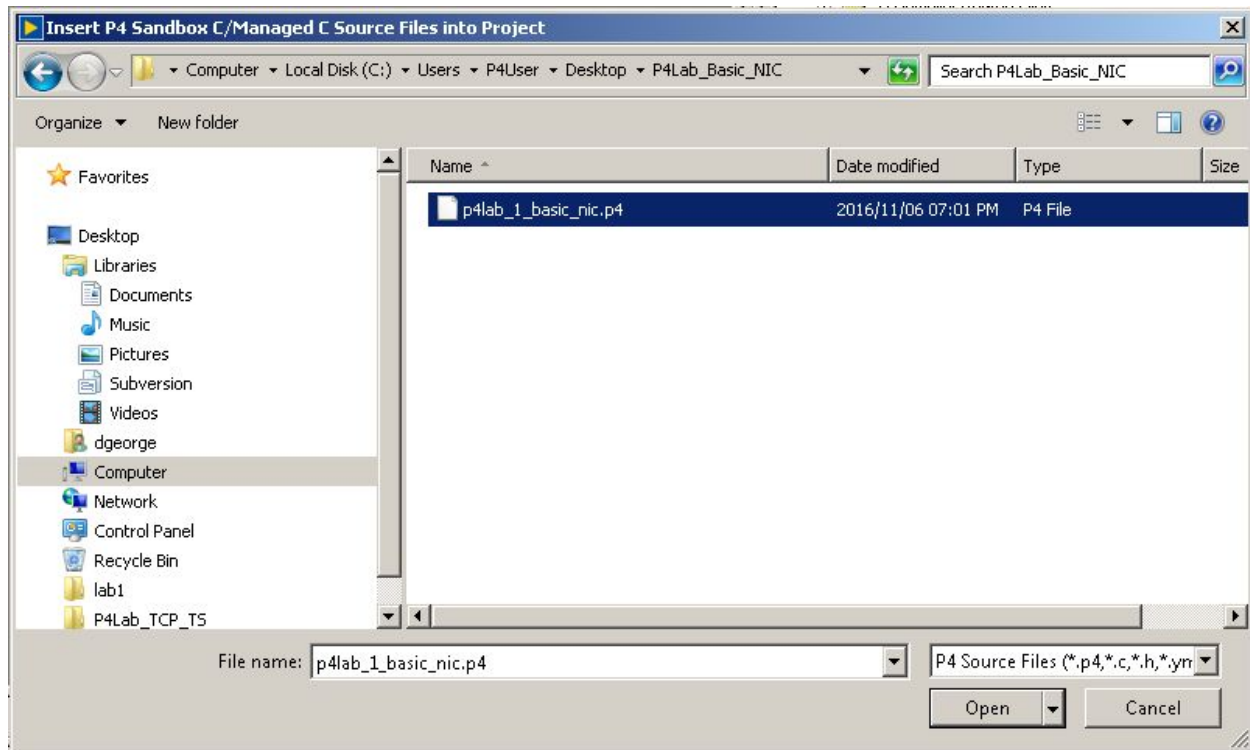 Insert P4 Sandbox C/Managed C Source Files into Project
Computer Local Disk (C:) Users P4User Desktop P4Lab_Basic_NIC Search P4Lab_Basic_NIC
Organize New folder
Favorites
Desktop
Libraries
Documents
Music
Pictures
Subversion
Videos
dgeorge
Computer
Network
Control Panel
Recycle Bin
lab1
P4Lab_TCP_TS
Name Date modified Type Size
p4lab_1_basic_nic.p4 2016/11/06 07:01 PM P4 File
File name: p4lab_1_basic_nic.p4 P4 Source Files (*.p4,*.c,*.h,*.ym
Open Cancel